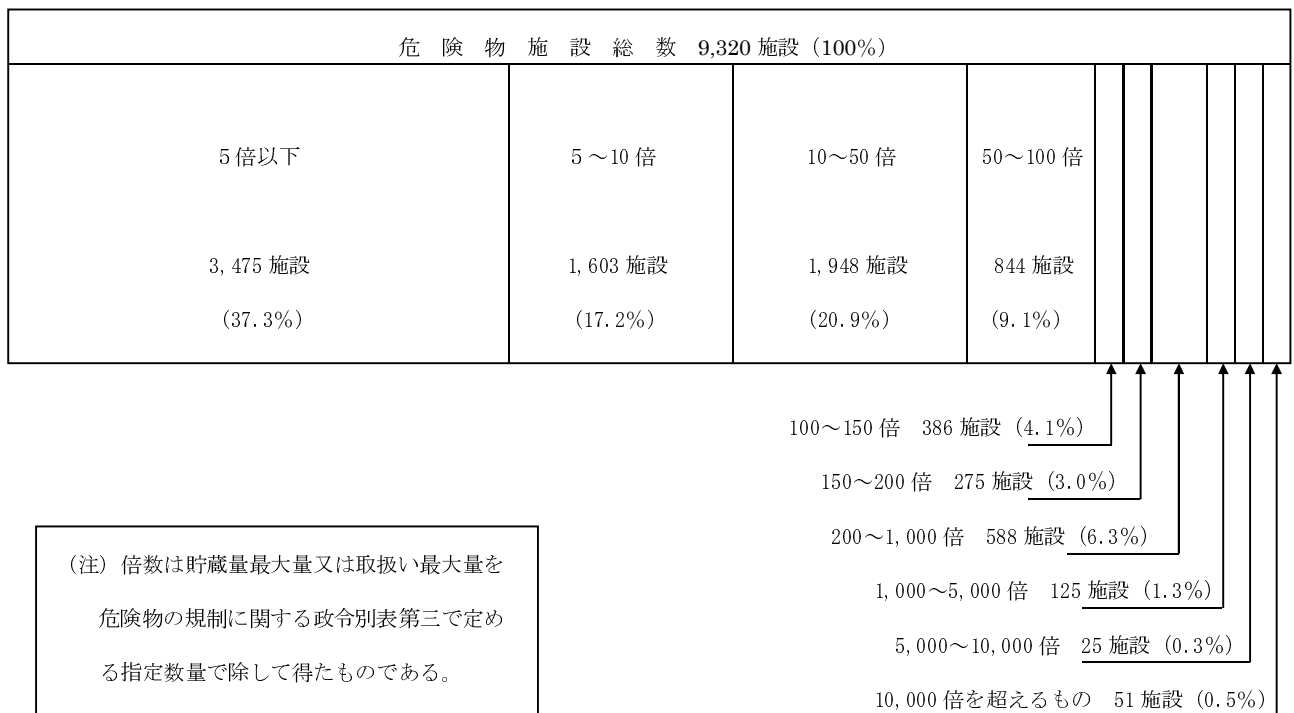 危険物施設総数 9,320 施設（100％）
5倍以下
5～10 倍
10～50 倍
50～100 倍
3,475 施設
1,603 施設
1,948 施設
844 施設
(37.3％)
(17.2％)
(20.9％)
(9.1％)
100～150 倍　386 施設（4.1％）
150～200 倍　275 施設（3.0％）
200～1,000 倍　588 施設（6.3％）
1,000～5,000 倍　125 施設（1.3％）
5,000～10,000 倍　25 施設（0.3％）
10,000 倍を超えるもの　51 施設（0.5％）
（注）倍数は貯蔵量最大量又は取扱い最大量を
危険物の規制に関する政令別表第三で定め
る指定数量で除して得たものである。